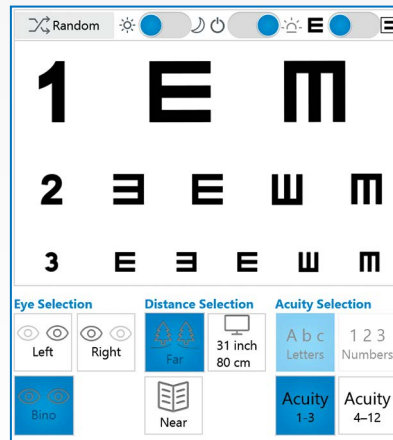 Random E E
1 E m
2 Ǝ E Ш m
3 E Ǝ E Ш m
Eye Selection Distance Selection Acuity Selection
Left Right Far 31 inch
80 cm
A b c
Letters
1 2 3
Numbers
Bino Near Acuity
1-3
Acuity
4–12